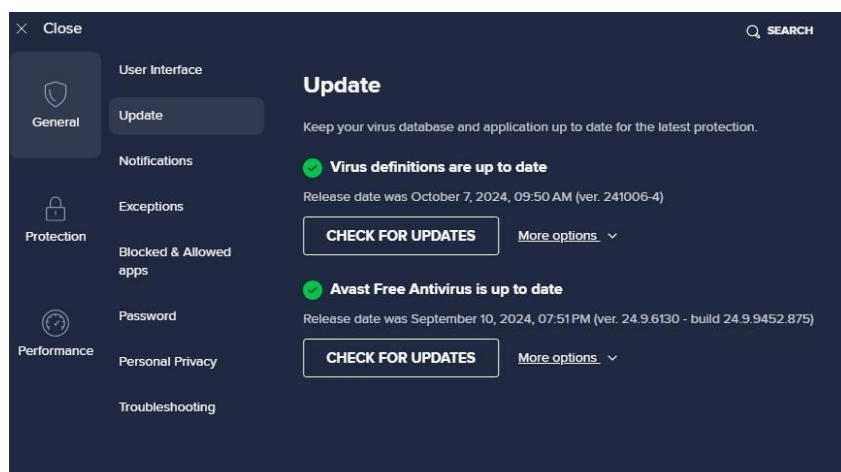 Close
SEARCH
General
Protection
Performance
User Interface
Update
Notifications
Exceptions
Blocked & Allowed
apps
Password
Personal Privacy
Troubleshooting
Update
Keep your virus database and application up to date for the latest protection.
Virus definitions are up to date
Release date was October 7, 2024, 09:50 AM (ver. 241006-4)
CHECK FOR UPDATES
More options
Avast Free Antivirus is up to date
Release date was September 10, 2024, 07:51 PM (ver. 24.9.6130 - build 24.9.9452.875)
CHECK FOR UPDATES
More options